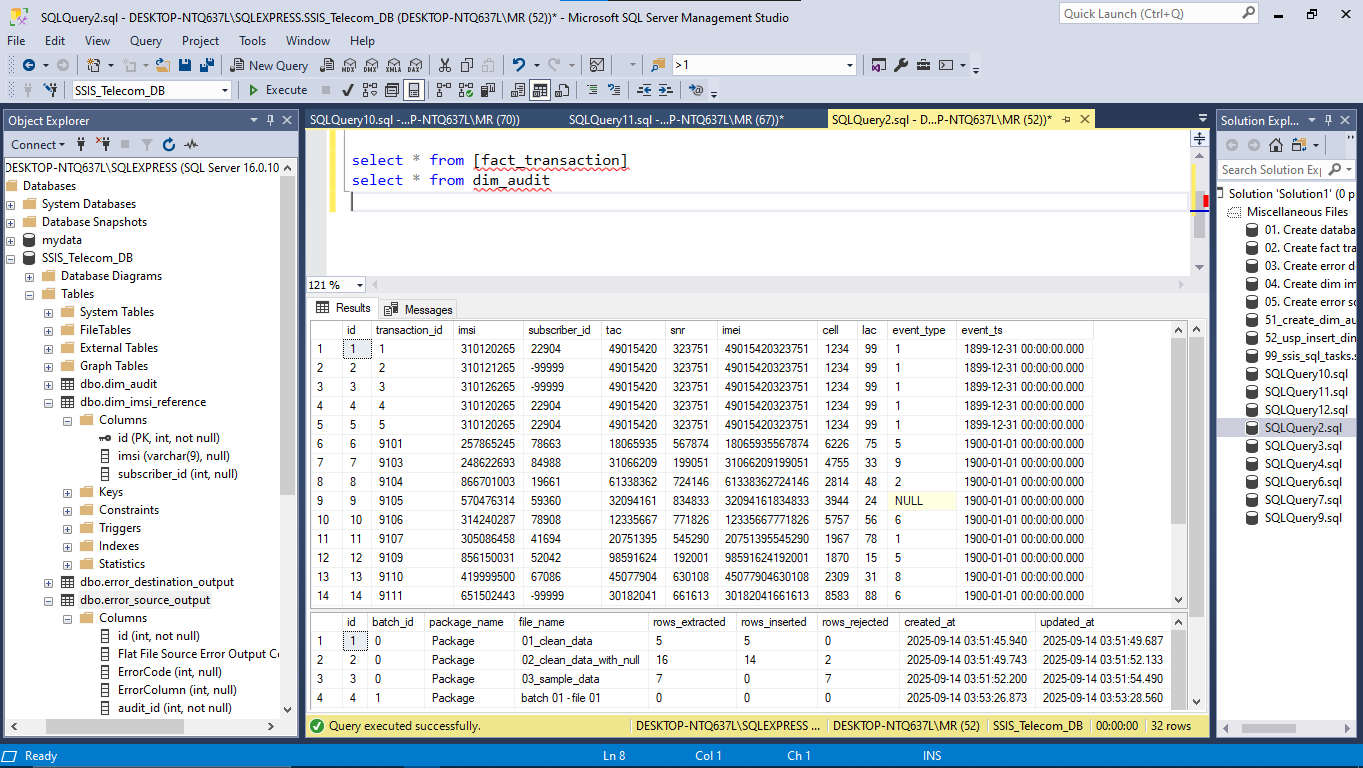 SQLQuery2.sql - DESKTOP-NTQ637L\SQLEXPRESS.SSIS_Telecom_DB (DESKTOP-NTQ637L\MR (52))* - Microsoft SQL Server Management Studio
Quick Launch (Ctrl+Q)
File Edit View Query Project Tools Window Help
New Query MDX DMX XMLA DAX >1
SSIS_Telecom_DB Execute
Object Explorer
Connect
DESKTOP-NTQ637L\SQLEXPRESS (SQL Server 16.0.10
Databases
System Databases
Database Snapshots
mydata
SSIS_Telecom_DB
Database Diagrams
Tables
System Tables
FileTables
External Tables
Graph Tables
dbo.dim_audit
dbo.dim_imsi_reference
Columns
id (PK, int, not null)
imsi (varchar(9), null)
subscriber_id (int, null)
Keys
Constraints
Triggers
Indexes
Statistics
dbo.error_destination_output
dbo.error_source_output
Columns
id (int, not null)
Flat File Source Error Output Co
ErrorCode (int, null)
ErrorColumn (int, null)
audit_id (int, not null)
SQLQuery10.sql -...P-NTQ637L\MR (70)) SQLQuery11.sql -...P-NTQ637L\MR (67))* SQLQuery2.sql - D...P-NTQ637L\MR (52))*
select * from [fact_transaction]
select * from dim_audit
121 %
Results Messages
id transaction_id imsi subscriber_id tac snr imei cell lac event_type event_ts
1 1 1 310120265 22904 49015420 323751 49015420323751 1234 99 1 1899-12-31 00:00:00.000
2 2 2 310121265 -99999 49015420 323751 49015420323751 1234 99 1 1899-12-31 00:00:00.000
3 3 3 310126265 -99999 49015420 323751 49015420323751 1234 99 1 1899-12-31 00:00:00.000
4 4 4 310120265 22904 49015420 323751 49015420323751 1234 99 1 1899-12-31 00:00:00.000
5 5 5 310120265 22904 49015420 323751 49015420323751 1234 99 1 1899-12-31 00:00:00.000
6 6 9101 257865245 78663 18065935 567874 18065935567874 6226 75 5 1900-01-01 00:00:00.000
7 7 9103 248622693 84988 31066209 199051 31066209199051 4755 33 9 1900-01-01 00:00:00.000
8 8 9104 866701003 19661 61338362 724146 61338362724146 2814 48 2 1900-01-01 00:00:00.000
9 9 9105 570476314 59360 32094161 834833 32094161834833 3944 24 NULL 1900-01-01 00:00:00.000
10 10 9106 314240287 78908 12335667 771826 12335667771826 5757 56 6 1900-01-01 00:00:00.000
11 11 9107 305086458 41694 20751395 545290 20751395545290 1967 78 1 1900-01-01 00:00:00.000
12 12 9109 856150031 52042 98591624 192001 98591624192001 1870 15 5 1900-01-01 00:00:00.000
13 13 9110 419999500 67086 45077904 630108 45077904630108 2309 31 8 1900-01-01 00:00:00.000
14 14 9111 651502443 -99999 30182041 661613 30182041661613 8583 88 6 1900-01-01 00:00:00.000
id batch_id package_name file_name rows_extracted rows_inserted rows_rejected created_at updated_at
1 1 0 Package 01_clean_data 5 5 0 2025-09-14 03:51:45.940 2025-09-14 03:51:49.687
2 2 0 Package 02_clean_data_with_null 16 14 2 2025-09-14 03:51:49.743 2025-09-14 03:51:52.133
3 3 0 Package 03_sample_data 7 0 7 2025-09-14 03:51:52.200 2025-09-14 03:51:54.490
4 4 1 Package batch 01 - file 01 0 0 0 2025-09-14 03:53:26.873 2025-09-14 03:53:28.560
Query executed successfully. DESKTOP-NTQ637L\SQLEXPRESS ... DESKTOP-NTQ637L\MR (52) SSIS_Telecom_DB 00:00:00 32 rows
Solution Expl...
Search Solution Exp
Solution 'Solution1' (0 p
Miscellaneous Files
01. Create databa
02. Create fact tra
03. Create error d
04. Create dim im
05. Create error so
51_create_dim_au
52_usp_insert_dim
99_ssis_sql_tasks.s
SQLQuery10.sql
SQLQuery11.sql
SQLQuery12.sql
SQLQuery2.sql
SQLQuery3.sql
SQLQuery4.sql
SQLQuery6.sql
SQLQuery7.sql
SQLQuery9.sql
Ready Ln 8 Col 1 Ch 1 INS